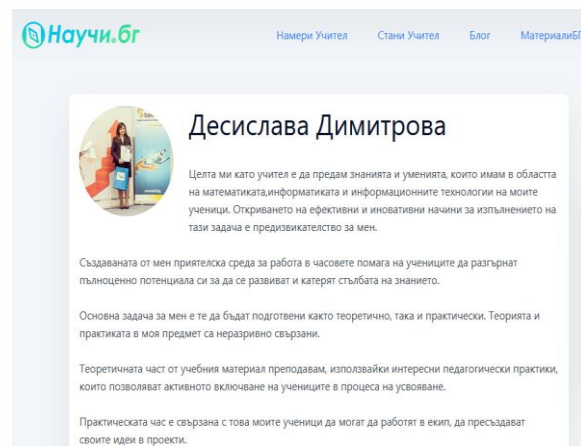 Научи.бг
Намери Учител Стани Учител Блог МатериалиБГ
Десислава Димитрова
Целта ми като учител е да предам знанията и уменията, които имам в областта
на математиката,информатиката и информационните технологии на моите
ученици. Откриването на ефективни и иновативни начини за изпълнението на
тази задача е предизвикателство за мен.
Създаваната от мен приятелска среда за работа в часовете помага на учениците да разгърнат
пълноценно потенциала си за да се развиват и катерят стълбата на знанието.
Основна задача за мен е те да бъдат подготвени както теоретично, така и практически. Теорията и
практиката в моя предмет са неразривно свързани.
Теоретичната част от учебния материал преподавам, използвайки интересни педагогически практики,
които позволяват активното включване на учениците в процеса на усвояване.
Практическата час е свързана с това моите ученици да могат да работят в екип, да пресъздават
своите идеи в проекти.